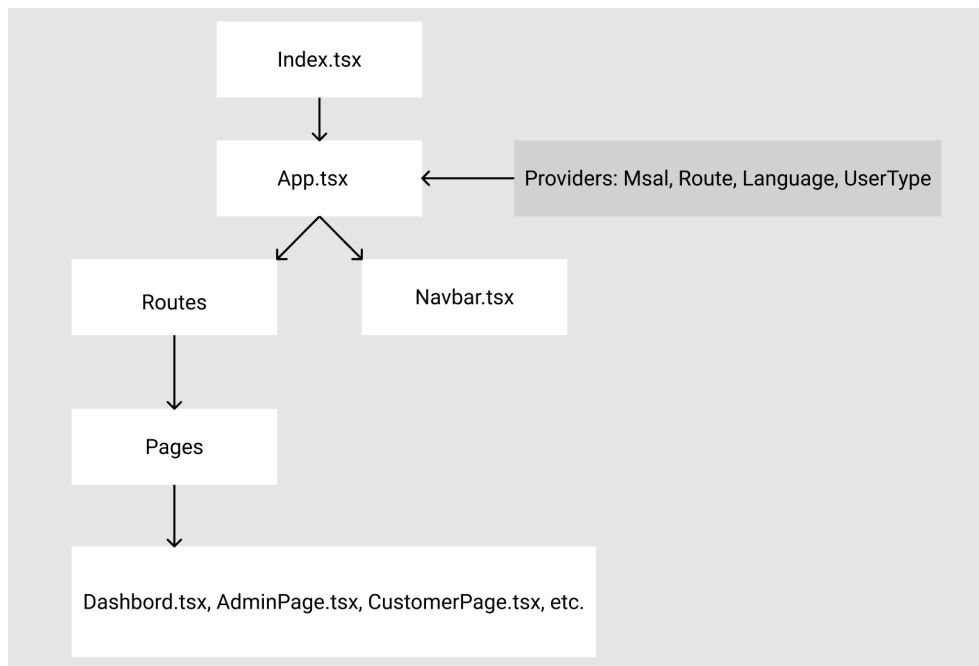 Index.tsx
App.tsx
Providers: Msal, Route, Language, UserType
Routes
Navbar.tsx
Pages
Dashbord.tsx, AdminPage.tsx, CustomerPage.tsx, etc.